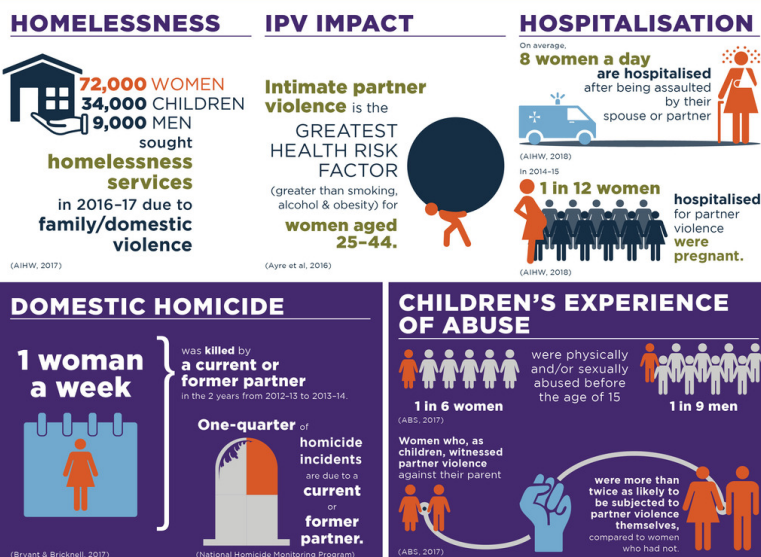 HOMELESSNESS
72,000 WOMEN
34,000 CHILDREN
9,000 MEN
sought
homelessness
services
in 2016–17 due to
family/domestic
violence
(AIHW, 2017)
IPV IMPACT
Intimate partner
violence is the
GREATEST
HEALTH RISK
FACTOR
(greater than smoking,
alcohol & obesity) for
women aged
25–44.
(Ayre et al, 2016)
HOSPITALISATION
On average,
8 women a day
are hospitalised
after being assaulted
by their
spouse or partner
(AIHW, 2018)
In 2014–15
1 in 12 women
hospitalised
for partner
violence
were
pregnant.
(AIHW, 2018)
DOMESTIC HOMICIDE
1 woman
a week
was killed by
a current or
former partner
in the 2 years from 2012–13 to 2013–14.
One-quarter of
homicide
incidents
are due to a
current
or
former
partner.
(Bryant & Bricknell, 2017)
(National Homicide Monitoring Program)
CHILDREN'S EXPERIENCE
OF ABUSE
1 in 6 women
(ABS, 2017)
were physically
and/or sexually
abused before
the age of 15
1 in 9 men
Women who, as
children, witnessed
partner violence
against their parent
were more than
twice as likely to
be subjected to
partner violence
themselves,
compared to women
who had not.
(ABS, 2017)